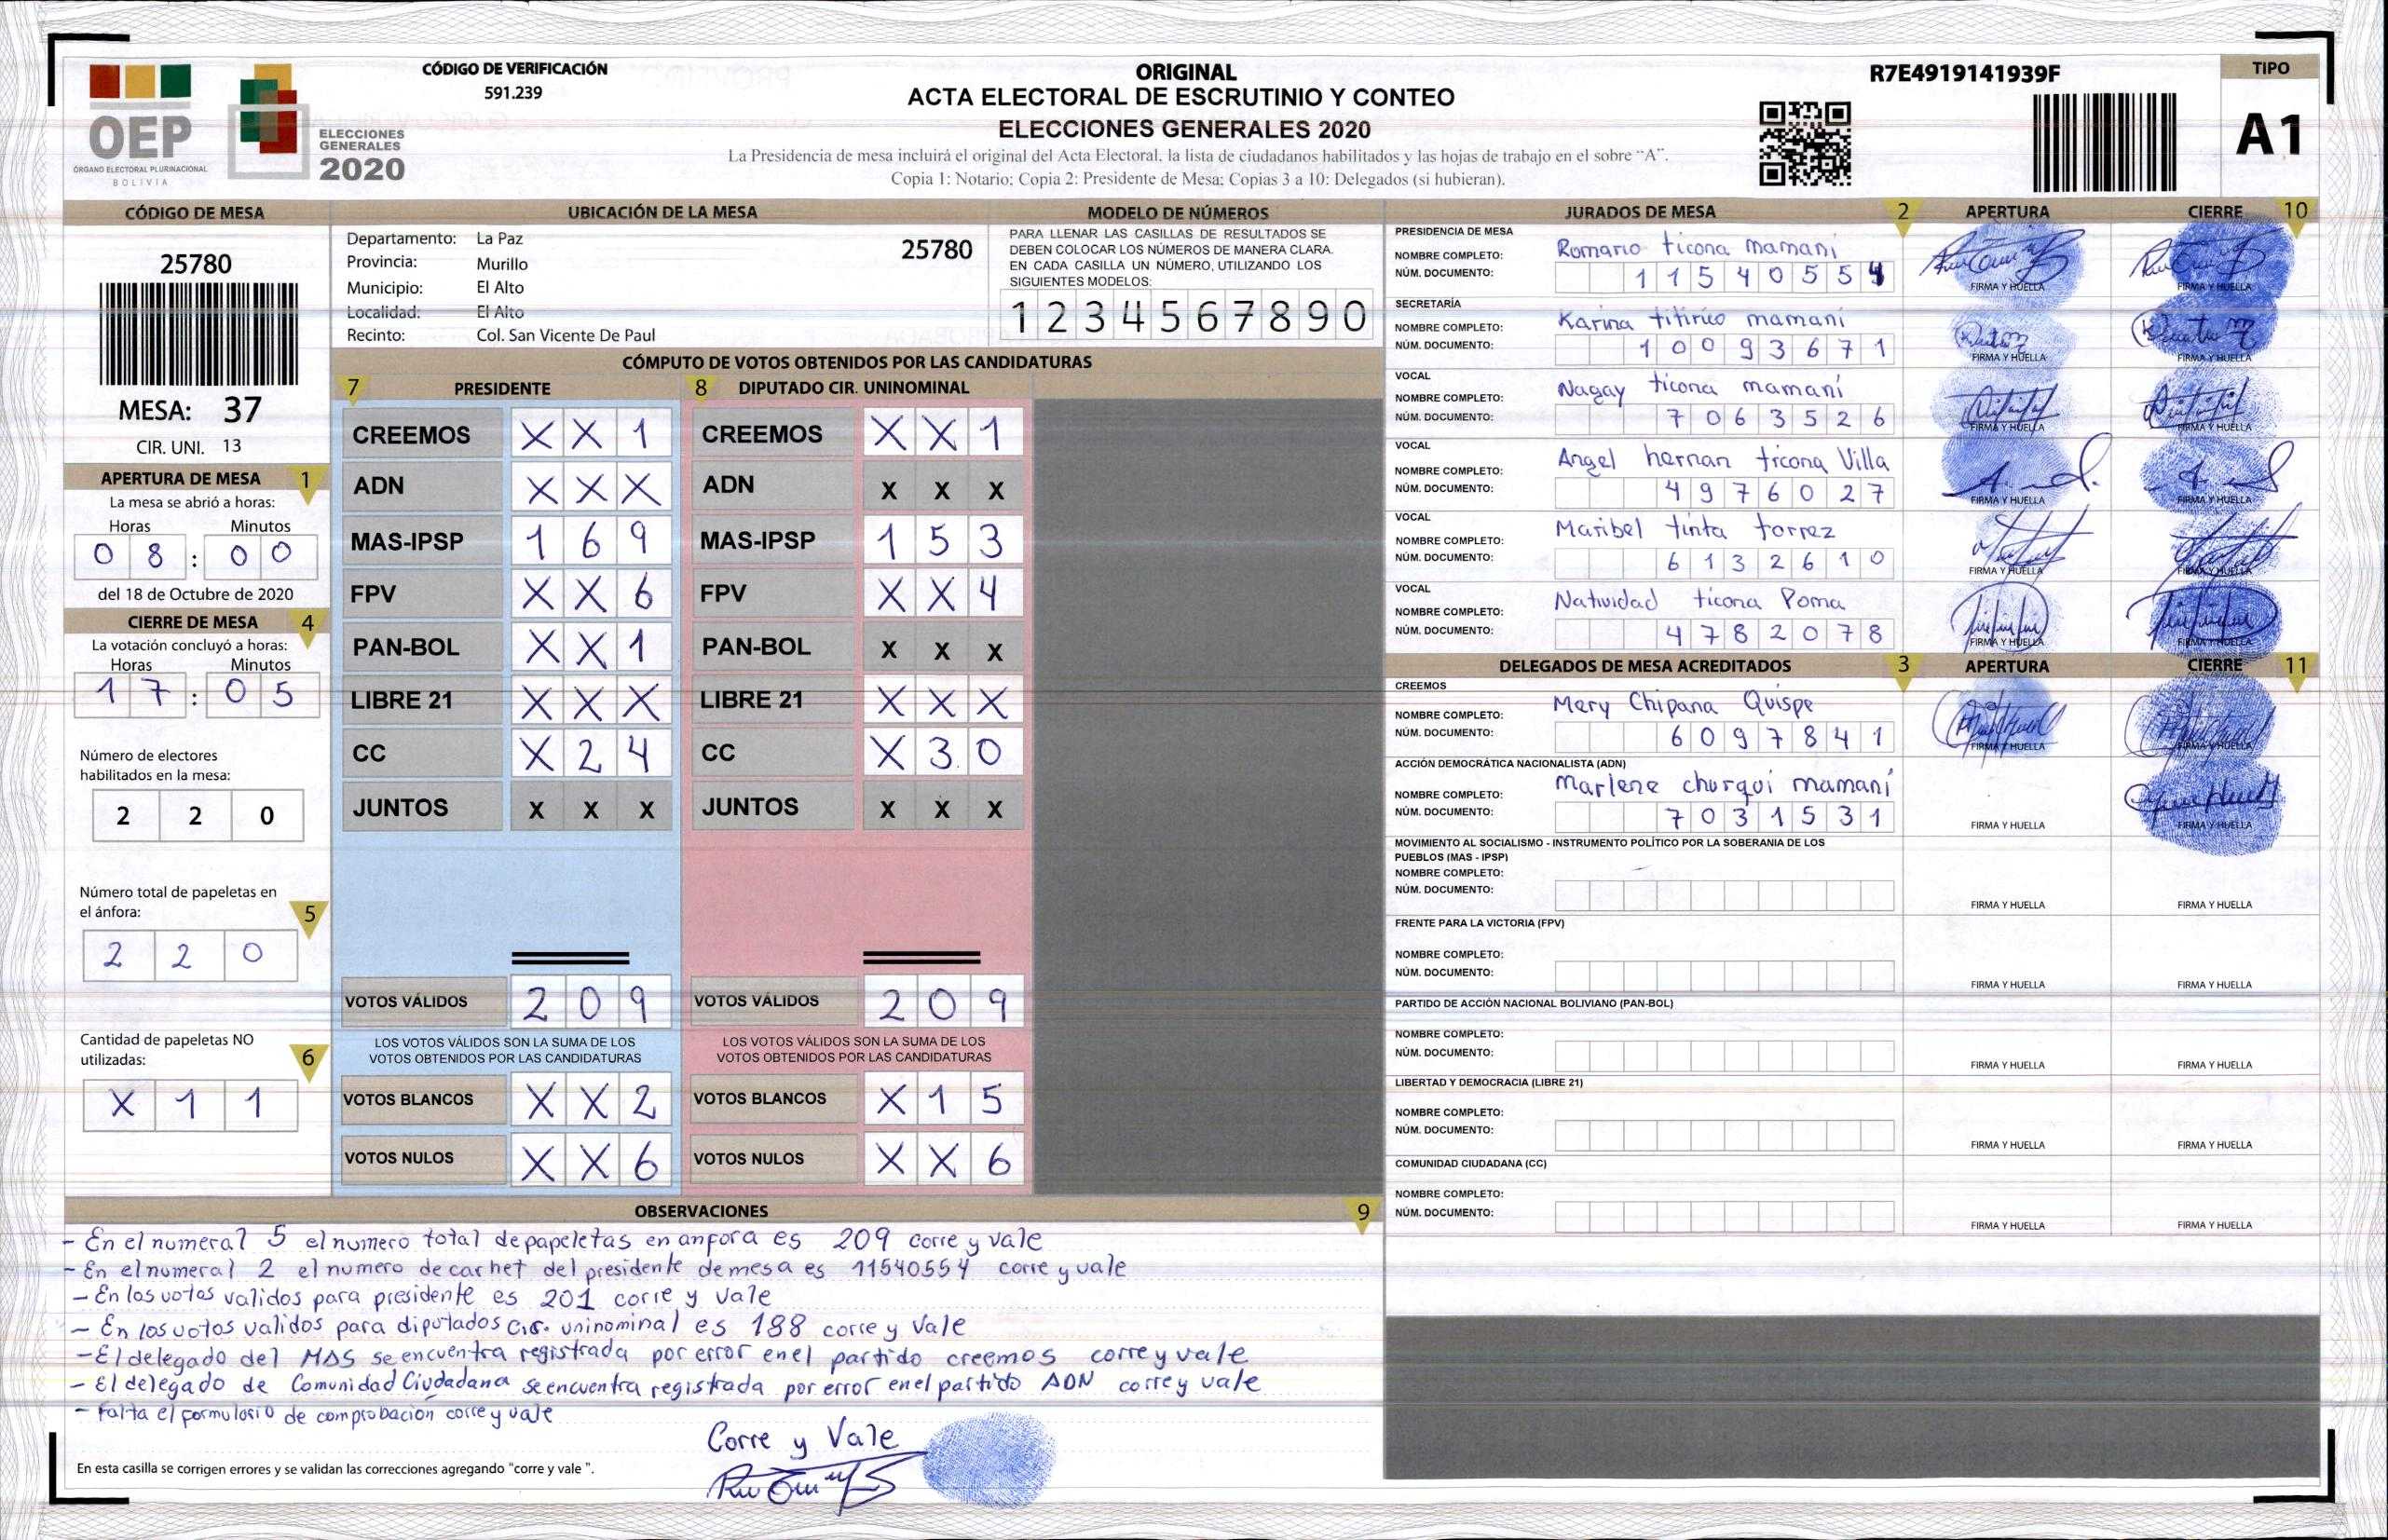 CÓDIGO DE VERIFICACIÓN
591.239
ORIGINAL
ACTA ELECTORAL DE ESCRUTINIO Y CONTEO
ELECCIONES GENERALES 2020
La Presidencia de mesa incluirá el original del Acta Electoral, la lista de ciudadanos habilitados y las hojas de trabajo en el sobre "A".
Copia 1: Notario; Copia 2: Presidente de Mesa; Copias 3 a 10: Delegados (si hubieran).
R7E4919141939F
TIPO
A1
OEP
ÓRGANO ELECTORAL PLURINACIONAL
BOLIVIA
ELECCIONES
GENERALES
2020
CÓDIGO DE MESA
25780
MESA: 37
CIR. UNI. 13
APERTURA DE MESA 1
La mesa se abrió a horas:
Horas Minutos
0 8 : 0 0
del 18 de Octubre de 2020
CIERRE DE MESA 4
La votación concluyó a horas:
Horas Minutos
1 7 : 0 5
Número de electores
habilitados en la mesa:
2 2 0
Número total de papeletas en
el ánfora: 5
2 2 0
Cantidad de papeletas NO
utilizadas: 6
X 1 1
UBICACIÓN DE LA MESA
Departamento: La Paz 25780
Provincia: Murillo
Municipio: El Alto
Localidad: El Alto
Recinto: Col. San Vicente De Paul
MODELO DE NÚMEROS
PARA LLENAR LAS CASILLAS DE RESULTADOS SE
DEBEN COLOCAR LOS NÚMEROS DE MANERA CLARA.
EN CADA CASILLA UN NÚMERO, UTILIZANDO LOS
SIGUIENTES MODELOS:
1 2 3 4 5 6 7 8 9 0
CÓMPUTO DE VOTOS OBTENIDOS POR LAS CANDIDATURAS
7 PRESIDENTE
CREEMOS X X 1
ADN X X X
MAS-IPSP 1 6 9
FPV X X 6
PAN-BOL X X 1
LIBRE 21 X X X
CC X 2 4
JUNTOS X X X
VOTOS VÁLIDOS 2 0 9
LOS VOTOS VÁLIDOS SON LA SUMA DE LOS
VOTOS OBTENIDOS POR LAS CANDIDATURAS
VOTOS BLANCOS X X 2
VOTOS NULOS X X 6
8 DIPUTADO CIR. UNINOMINAL
CREEMOS X X 1
ADN X X X
MAS-IPSP 1 5 3
FPV X X 4
PAN-BOL X X X
LIBRE 21 X X X
CC X 3 0
JUNTOS X X X
VOTOS VÁLIDOS 2 0 9
LOS VOTOS VÁLIDOS SON LA SUMA DE LOS
VOTOS OBTENIDOS POR LAS CANDIDATURAS
VOTOS BLANCOS X 1 5
VOTOS NULOS X X 6
OBSERVACIONES 9
- En el numeral 5 el numero total de papeletas en anfora es 209 corre y vale
- En el numeral 2 el numero de carnet del presidente de mesa es 11540554 corre y vale
- En los votos validos para presidente es 201 corre y vale
- En los votos validos para diputados cir. uninominal es 188 corre y vale
- El delegado del MAS se encuentra registrada por error en el partido creemos corre y vale
- El delegado de Comunidad Ciudadana se encuentra registrada por error en el partido ADN corre y vale
- Falta el formulario de comprobación corre y vale
Corre y Vale
En esta casilla se corrigen errores y se validan las correcciones agregando "corre y vale ".
JURADOS DE MESA 2 APERTURA CIERRE 10
PRESIDENCIA DE MESA
NOMBRE COMPLETO: Romario ticona mamani
NÚM. DOCUMENTO: 1 1 5 4 0 5 5 4
FIRMA Y HUELLA FIRMA Y HUELLA
SECRETARÍA
NOMBRE COMPLETO: Karina titirico mamani
NÚM. DOCUMENTO: 1 0 0 9 3 6 7 1
FIRMA Y HUELLA FIRMA Y HUELLA
VOCAL
NOMBRE COMPLETO: Nagay ticona mamani
NÚM. DOCUMENTO: 7 0 6 3 5 2 6
FIRMA Y HUELLA FIRMA Y HUELLA
VOCAL
NOMBRE COMPLETO: Angel hernan ticona Villa
NÚM. DOCUMENTO: 4 9 7 6 0 2 7
FIRMA Y HUELLA FIRMA Y HUELLA
VOCAL
NOMBRE COMPLETO: Maribel tinta torrez
NÚM. DOCUMENTO: 6 1 3 2 6 1 0
FIRMA Y HUELLA FIRMA Y HUELLA
VOCAL
NOMBRE COMPLETO: Natividad ticona Poma
NÚM. DOCUMENTO: 4 7 8 2 0 7 8
FIRMA Y HUELLA FIRMA Y HUELLA
DELEGADOS DE MESA ACREDITADOS 3 APERTURA CIERRE 11
CREEMOS
NOMBRE COMPLETO: Mery Chipana Quispe
NÚM. DOCUMENTO: 6 0 9 7 8 4 1
FIRMA Y HUELLA FIRMA Y HUELLA
ACCIÓN DEMOCRÁTICA NACIONALISTA (ADN)
NOMBRE COMPLETO: Marlene churqui mamani
NÚM. DOCUMENTO: 7 0 3 1 5 3 1
FIRMA Y HUELLA FIRMA Y HUELLA
MOVIMIENTO AL SOCIALISMO - INSTRUMENTO POLÍTICO POR LA SOBERANIA DE LOS
PUEBLOS (MAS - IPSP)
NOMBRE COMPLETO:
NÚM. DOCUMENTO:
FIRMA Y HUELLA FIRMA Y HUELLA
FRENTE PARA LA VICTORIA (FPV)
NOMBRE COMPLETO:
NÚM. DOCUMENTO:
FIRMA Y HUELLA FIRMA Y HUELLA
PARTIDO DE ACCIÓN NACIONAL BOLIVIANO (PAN-BOL)
NOMBRE COMPLETO:
NÚM. DOCUMENTO:
FIRMA Y HUELLA FIRMA Y HUELLA
LIBERTAD Y DEMOCRACIA (LIBRE 21)
NOMBRE COMPLETO:
NÚM. DOCUMENTO:
FIRMA Y HUELLA FIRMA Y HUELLA
COMUNIDAD CIUDADANA (CC)
NOMBRE COMPLETO:
NÚM. DOCUMENTO:
FIRMA Y HUELLA FIRMA Y HUELLA